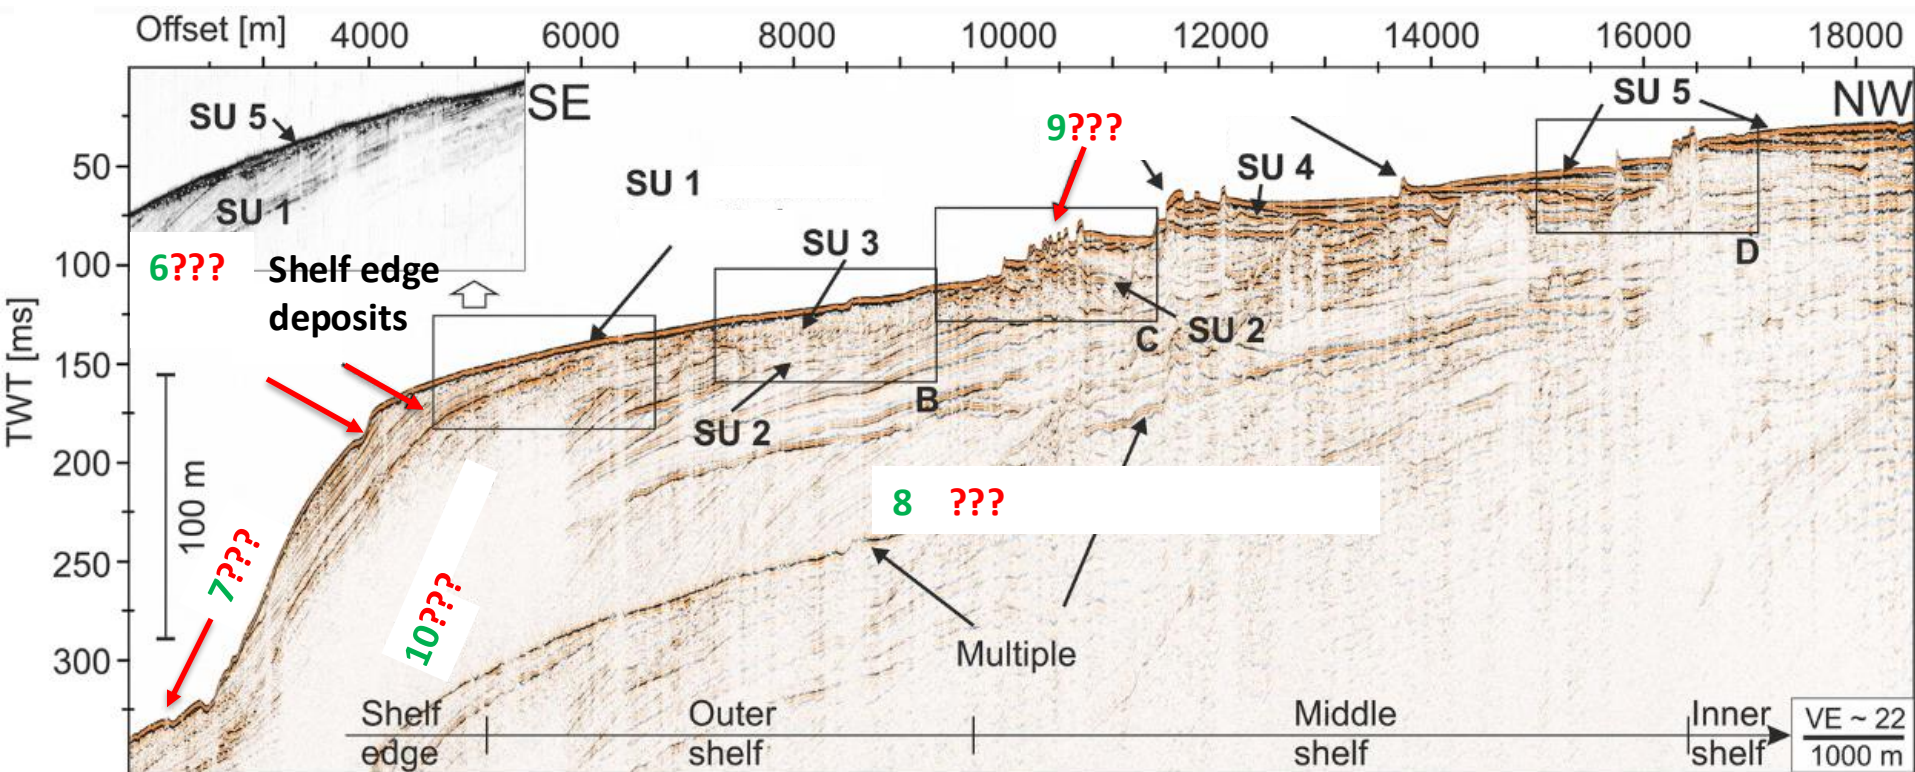 Offset [m] 4000 6000 8000 10000 12000 14000 16000 18000
SE
NW
SU 5
SU 1
9???
SU 5
SU 4
SU 1
SU 3
D
6???
Shelf edge
deposits
SU 2
C
B
SU 2
50
100
150
200
250
300
TWT [ms]
100 m
7???
10???
8 ???
Multiple
Shelf
edge
Outer
shelf
Middle
shelf
Inner
shelf
VE ~ 22
1000 m